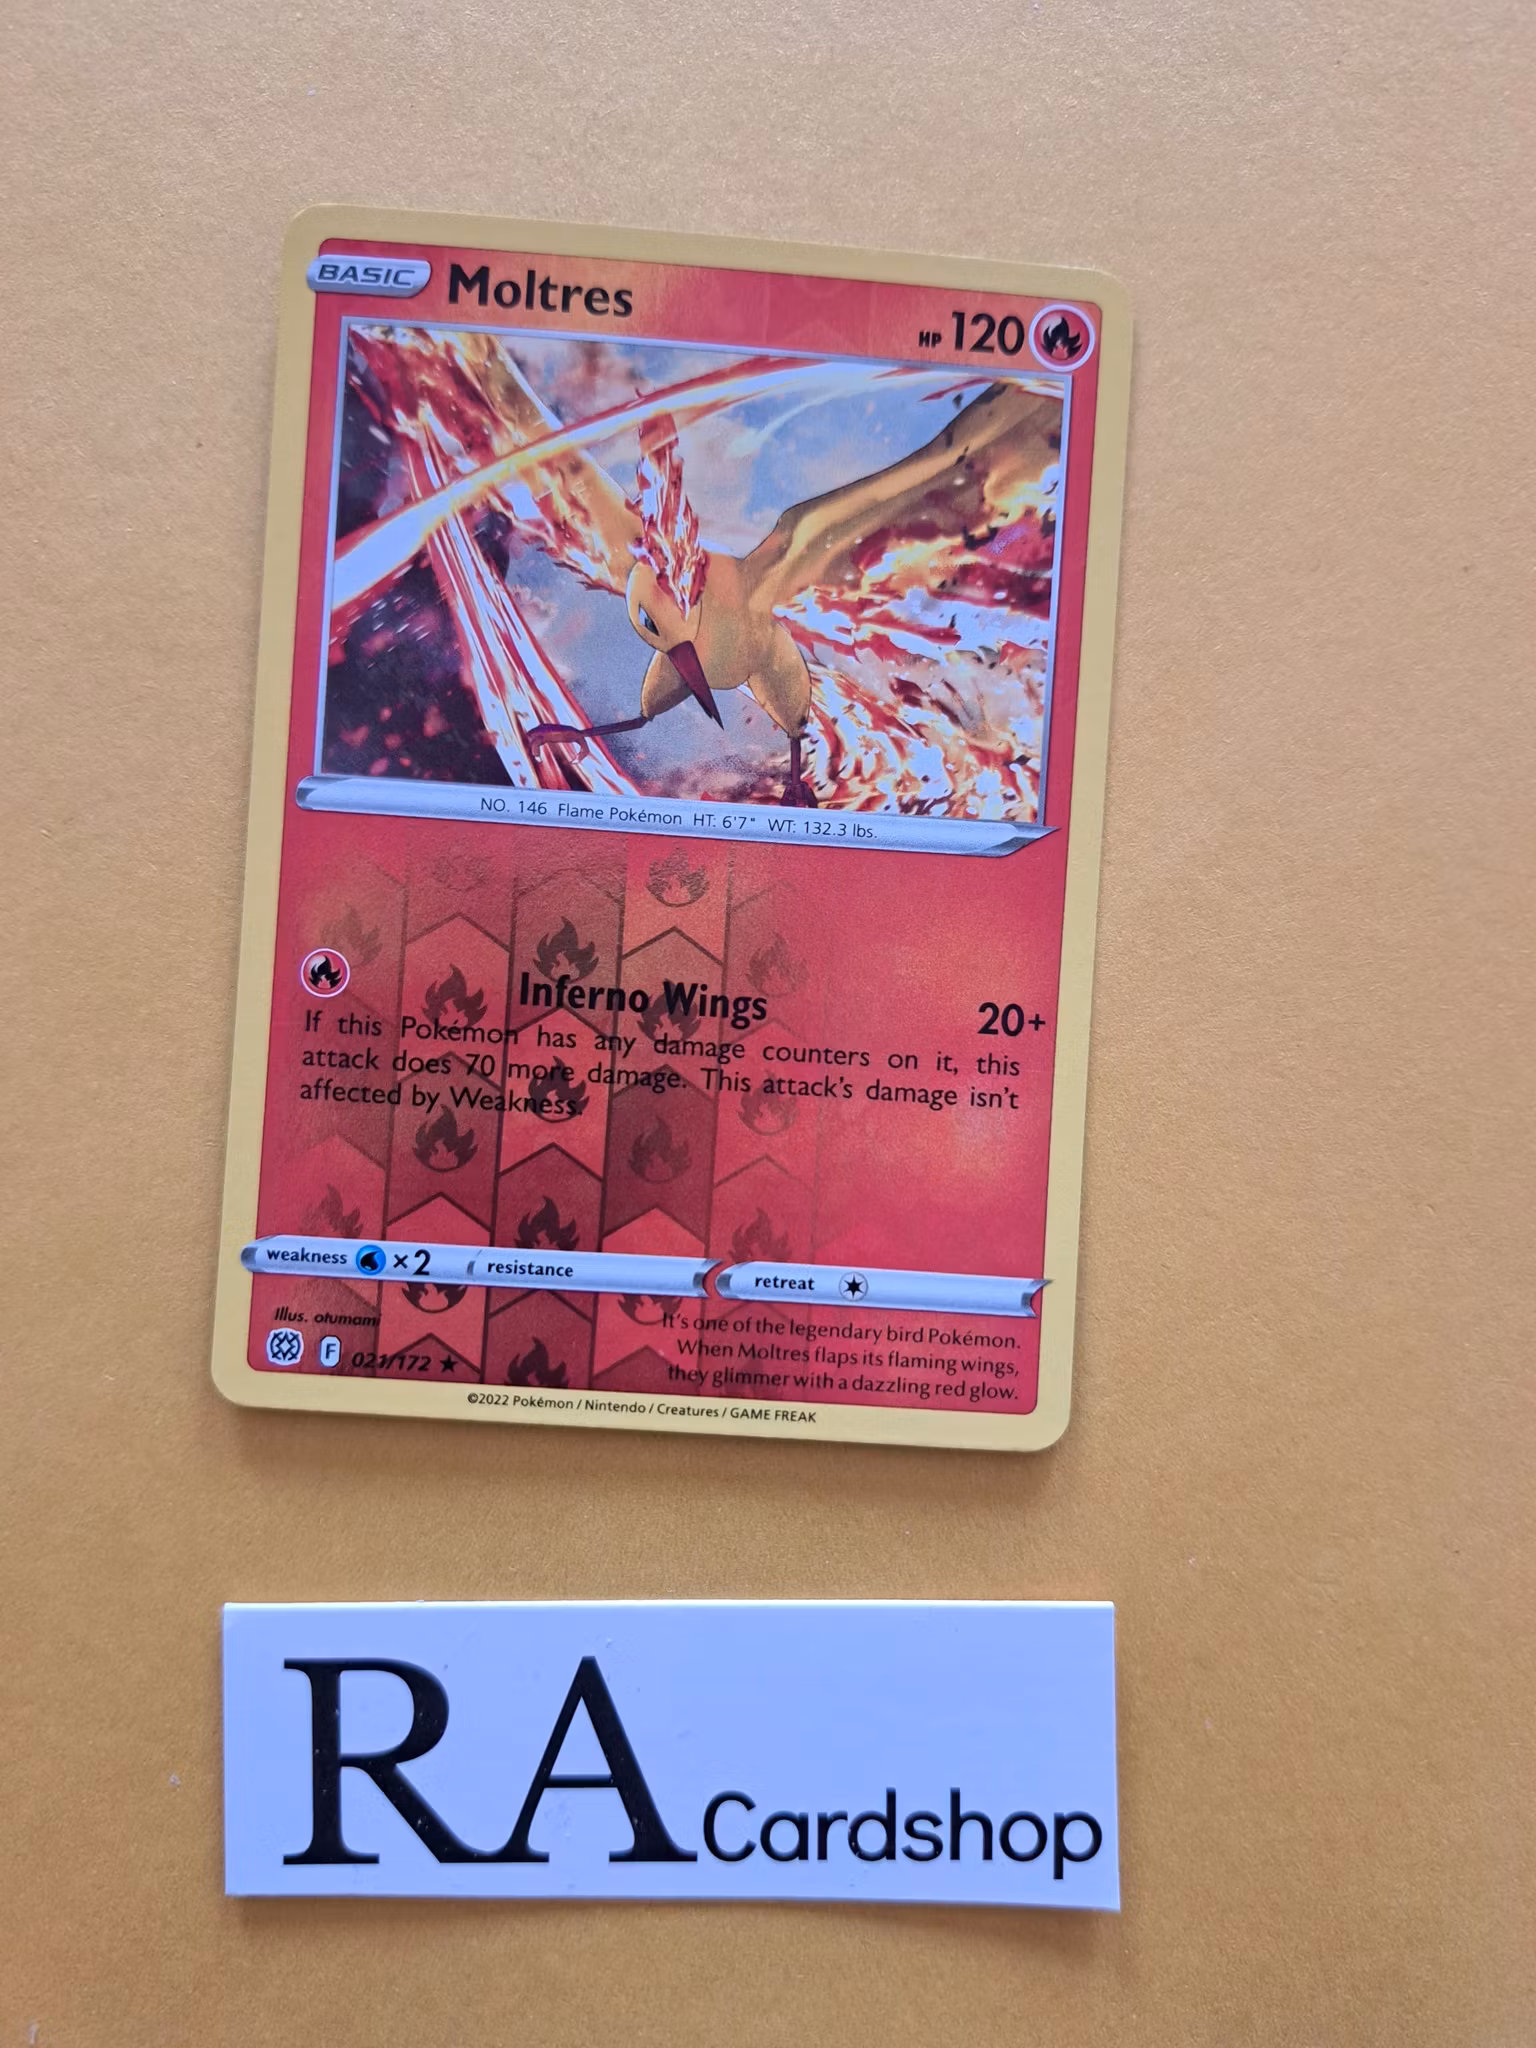 BASIC Moltres HP 120
NO. 146 Flame Pokémon HT: 6'7" WT: 132.3 lbs.
Inferno Wings 20+
If this Pokémon has any damage counters on it, this
attack does 70 more damage. This attack's damage isn't
affected by Weakness.
weakness ×2 resistance retreat
Illus. otumami
F 021/172 ★
It's one of the legendary bird Pokémon.
When Moltres flaps its flaming wings,
they glimmer with a dazzling red glow.
©2022 Pokémon / Nintendo / Creatures / GAME FREAK
RA Cardshop